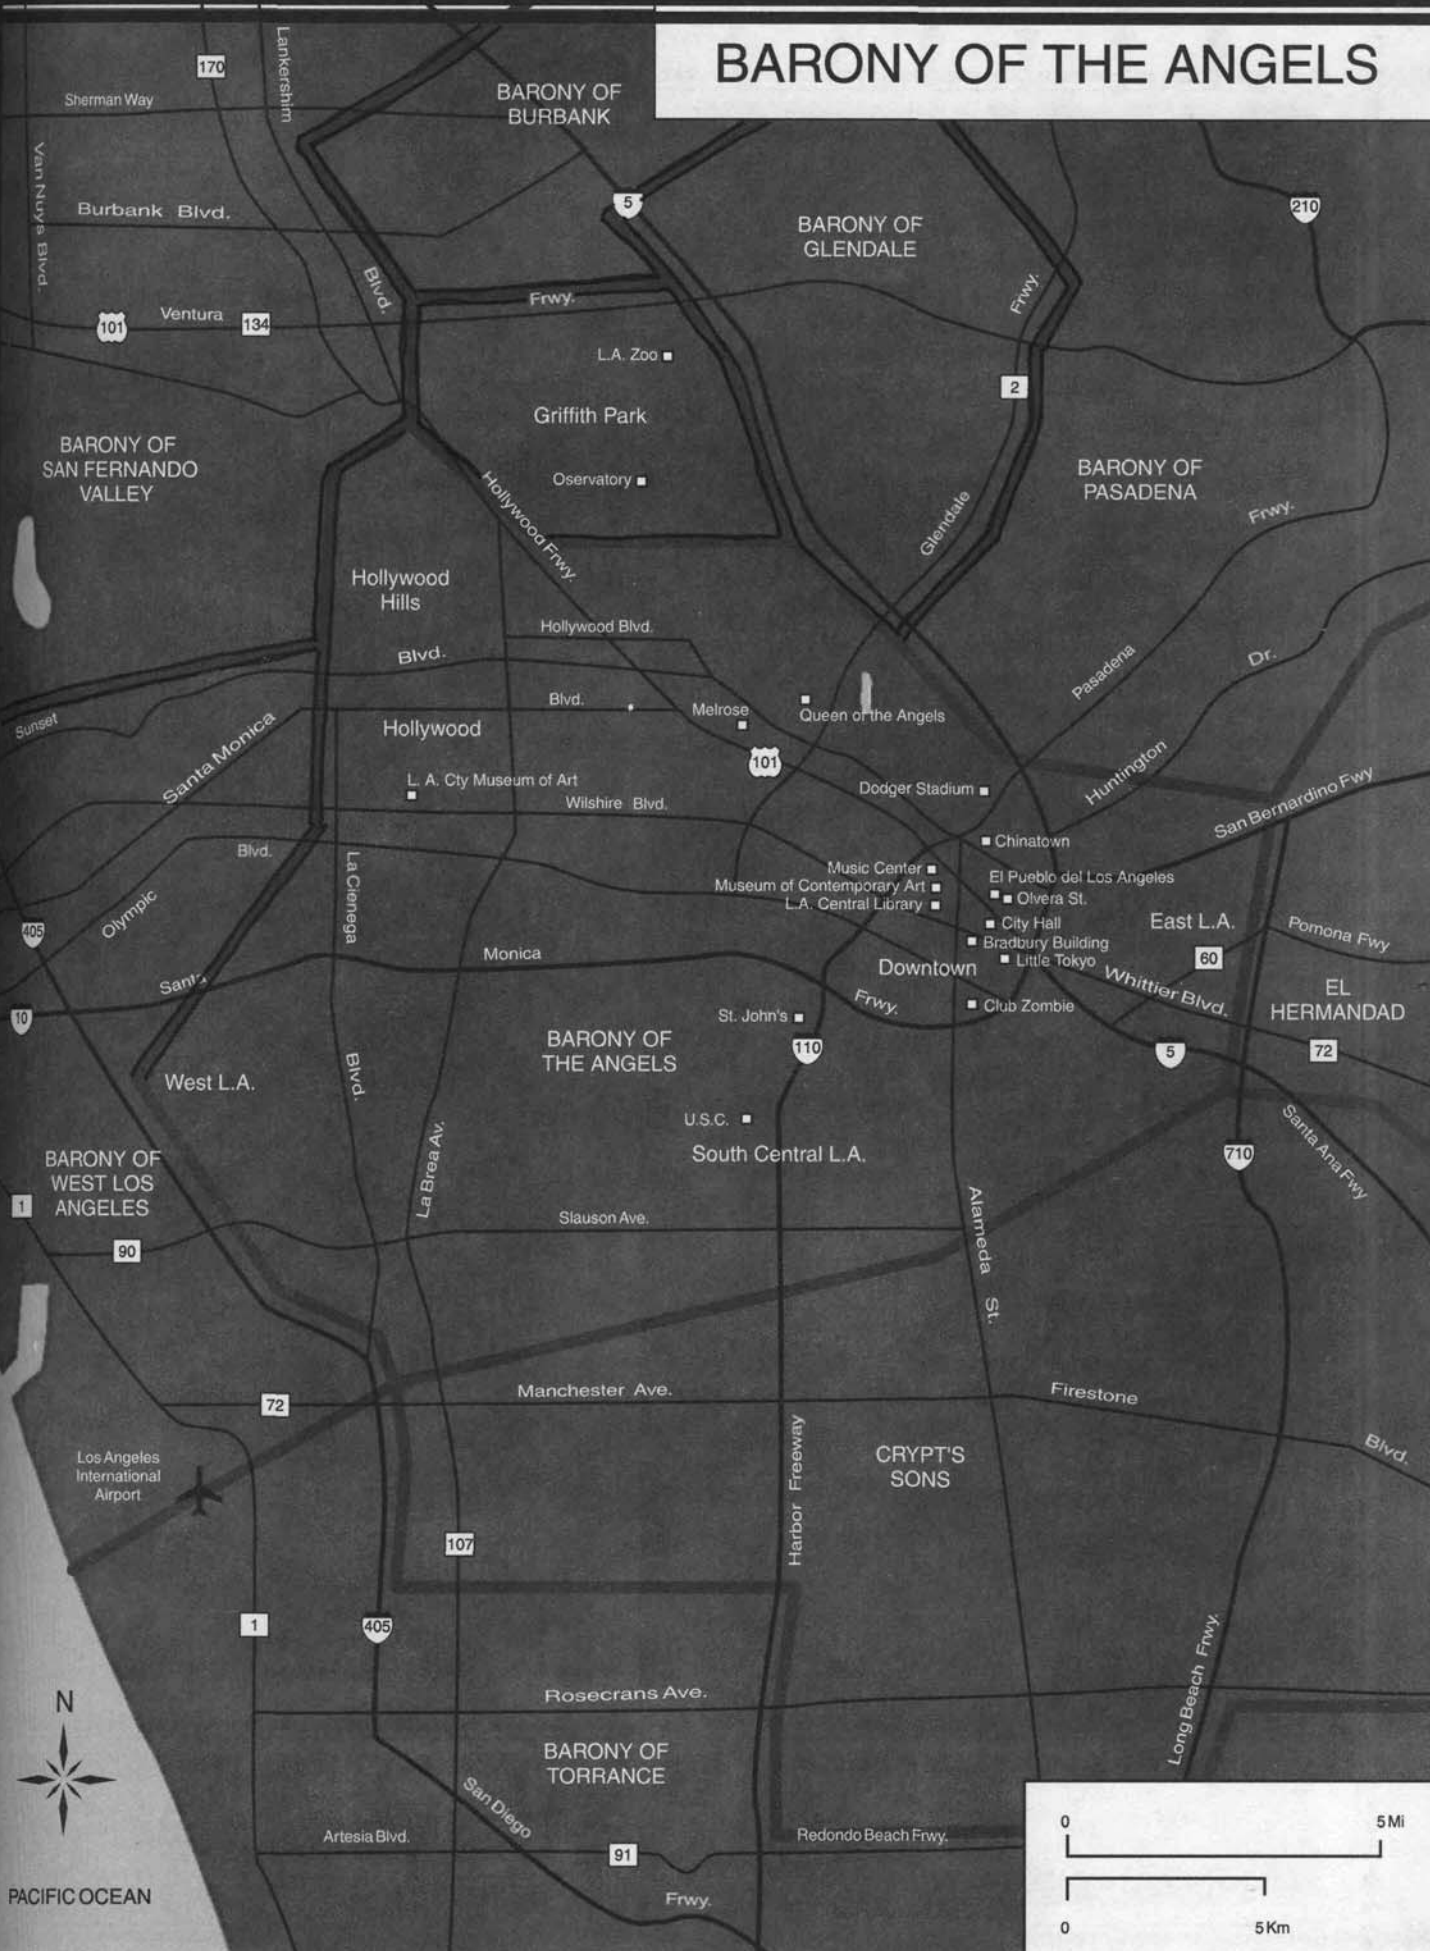 BARONY OF THE ANGELS
170
Lankershim
Blvd.
Sherman Way
BARONY OF
BURBANK
Van Nuys Blvd.
Burbank Blvd.
5
BARONY OF
GLENDALE
210
101
Ventura
134
Frwy.
Frwy.
L.A. Zoo
2
Griffith Park
BARONY OF
SAN FERNANDO
VALLEY
Oservatory
Hollywood Frwy.
Glendale
BARONY OF
PASADENA
Frwy.
Hollywood
Hills
Hollywood Blvd.
Blvd.
Pasadena
Dr.
Sunset
Santa Monica
Blvd.
Melrose
Queen of the Angels
Hollywood
101
L. A. Cty Museum of Art
Wilshire Blvd.
Dodger Stadium
Huntington
San Bernardino Fwy
Chinatown
Blvd.
La Cienega
Music Center
Museum of Contemporary Art
L.A. Central Library
El Pueblo del Los Angeles
Olvera St.
City Hall
Bradbury Building
Little Tokyo
East L.A.
Pomona Fwy
405
Olympic
60
Santa
Monica
Downtown
Whittier Blvd.
EL
HERMANDAD
10
Frwy.
Club Zombie
St. John's
BARONY OF
THE ANGELS
110
5
72
West L.A.
Blvd.
U.S.C.
South Central L.A.
710
Santa Ana Fwy
BARONY OF
WEST LOS
ANGELES
La Brea Av.
1
90
Slauson Ave.
Alameda St.
72
Manchester Ave.
Firestone
Blvd.
Los Angeles
International
Airport
Harbor Freeway
CRYPT'S
SONS
107
1
405
Long Beach Frwy.
Rosecrans Ave.
N
BARONY OF
TORRANCE
San Diego
Artesia Blvd.
91
Redondo Beach Frwy.
Frwy.
PACIFIC OCEAN
0
5 Mi
0
5 Km